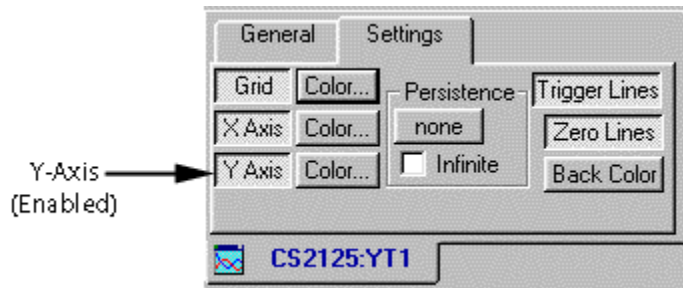 General Settings
Grid Color... Persistence Trigger Lines
X Axis Color... none Zero Lines
Y Axis Color... Infinite Back Color
Y-Axis
(Enabled)
CS2125:YT1